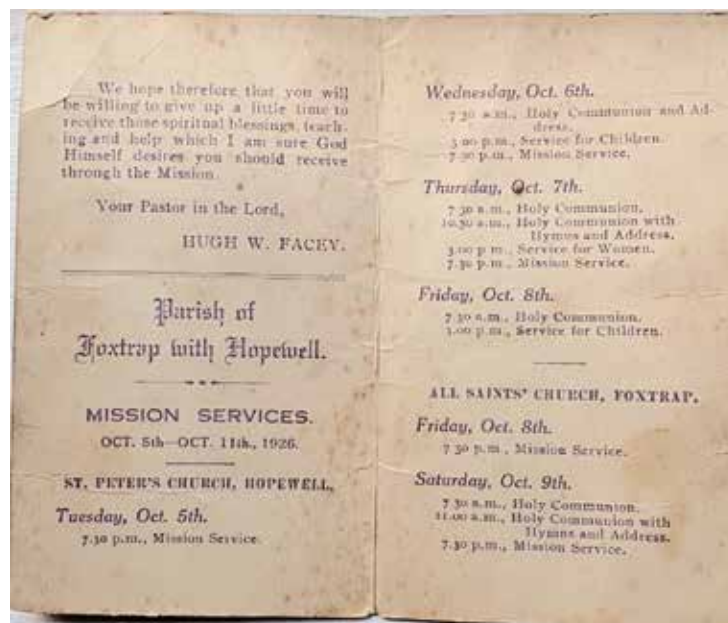 We hope therefore that you will
be willing to give up a little time to
receive those spiritual blessings, teach-
ing and help which I am sure God
Himself desires you should receive
through the Mission.
Your Pastor in the Lord,
HUGH W. FACEY.
Parish of
Foxtrap with Hopewell.
MISSION SERVICES.
OCT. 5th—OCT. 11th., 1926.
ST. PETER'S CHURCH, HOPEWELL,
Tuesday, Oct. 5th.
7.30 p.m., Mission Service
Wednesday, Oct. 6th.
7.30 a.m., Holy Communion and Ad-
dress.
3.00 p.m., Service for Children.
7.30 p.m., Mission Service.
Thursday, Oct. 7th.
7.30 a.m., Holy Communion.
10.30 a.m., Holy Communion with
Hymns and Address.
3.00 p.m., Service for Women.
7.30 p.m., Mission Service.
Friday, Oct. 8th.
7.30 a.m., Holy Communion.
3.00 p.m., Service for Children.
ALL SAINTS' CHURCH, FOXTRAP,
Friday, Oct. 8th.
7.30 p.m., Mission Service.
Saturday, Oct. 9th.
7.30 a.m., Holy Communion.
11.00 a.m., Holy Communion with
Hymns and Address.
7.30 p.m., Mission Service.